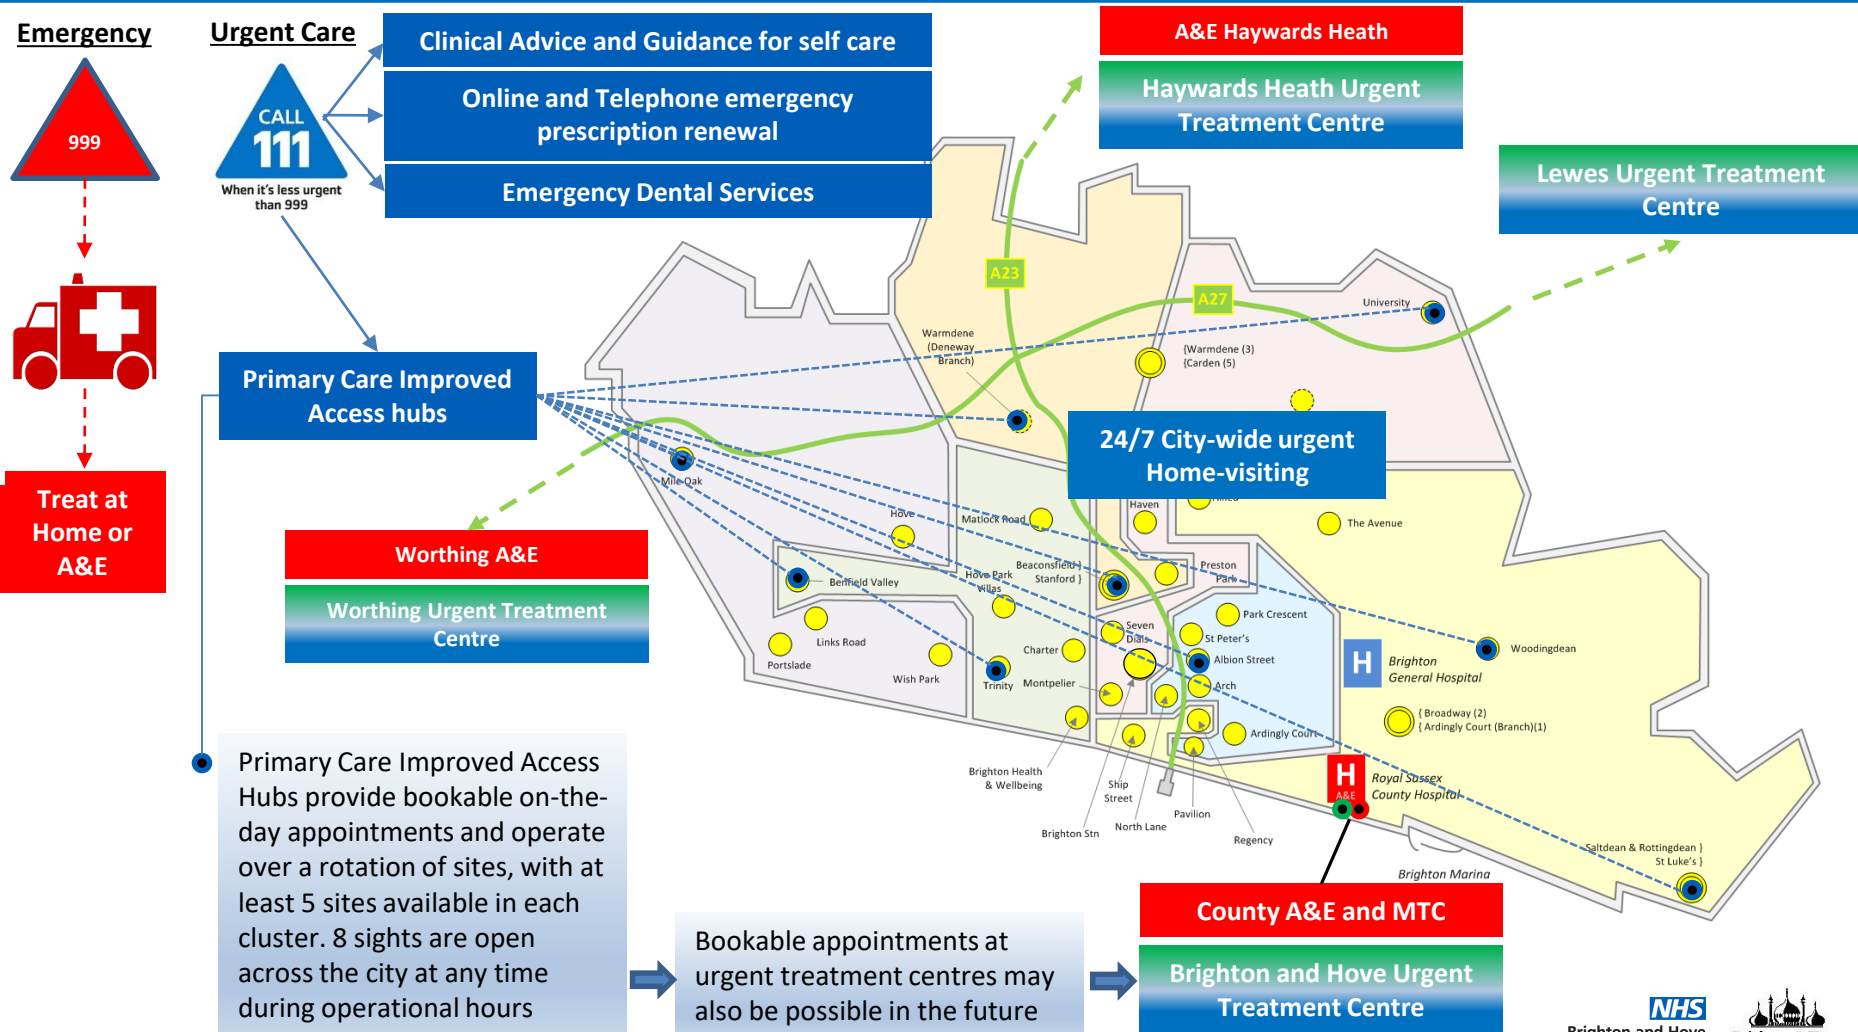 Emergency
Urgent Care
999
CALL
111
When it's less urgent
than 999
Clinical Advice and Guidance for self care
Online and Telephone emergency
prescription renewal
Emergency Dental Services
A&E Haywards Heath
Haywards Heath Urgent
Treatment Centre
Lewes Urgent Treatment
Centre
Primary Care Improved
Access hubs
Treat at
Home or
A&E
Worthing A&E
Worthing Urgent Treatment
Centre
A23
A27
University
Warmdene
(Deneway
Branch)
{Warmdene (3)
{Carden (5)
24/7 City-wide urgent
Home-visiting
Mile Oak
Hove
Matlock Road
Haven
The Avenue
Benfield Valley
Hove Park
Villas
Beaconsfield }
Stanford }
Preston
Park
Links Road
Portslade
Wish Park
Trinity
Charter
Montpelier
Seven
Dials
Park Crescent
St Peter's
Albion Street
Arch
Ardingly Court
Woodingdean
H
Brighton
General Hospital
{ Broadway (2)
{ Ardingly Court (Branch)(1)
Brighton Health
& Wellbeing
Ship
Street
Brighton Stn
North Lane
Pavilion
Regency
H
A&E
Royal Sussex
County Hospital
Saltdean & Rottingdean }
St Luke's }
Brighton Marina
Primary Care Improved Access
Hubs provide bookable on-the-
day appointments and operate
over a rotation of sites, with at
least 5 sites available in each
cluster. 8 sights are open
across the city at any time
during operational hours
Bookable appointments at
urgent treatment centres may
also be possible in the future
County A&E and MTC
Brighton and Hove Urgent
Treatment Centre
NHS
Brighton and Hove